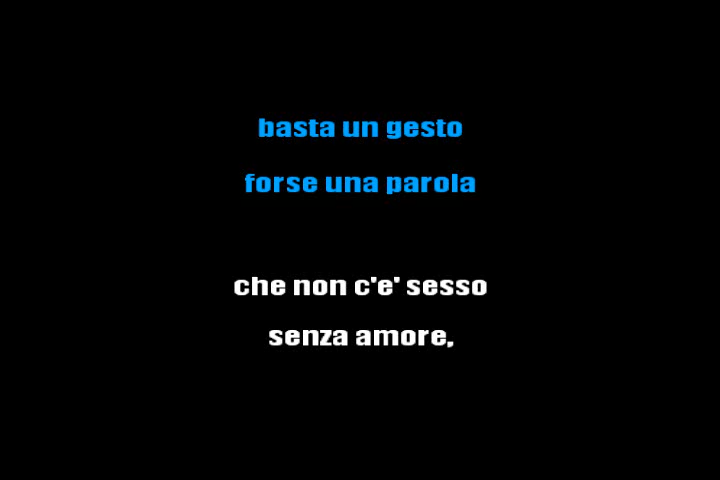 basta un gesto
forse una parola
che non c'e' sesso
senza amore,